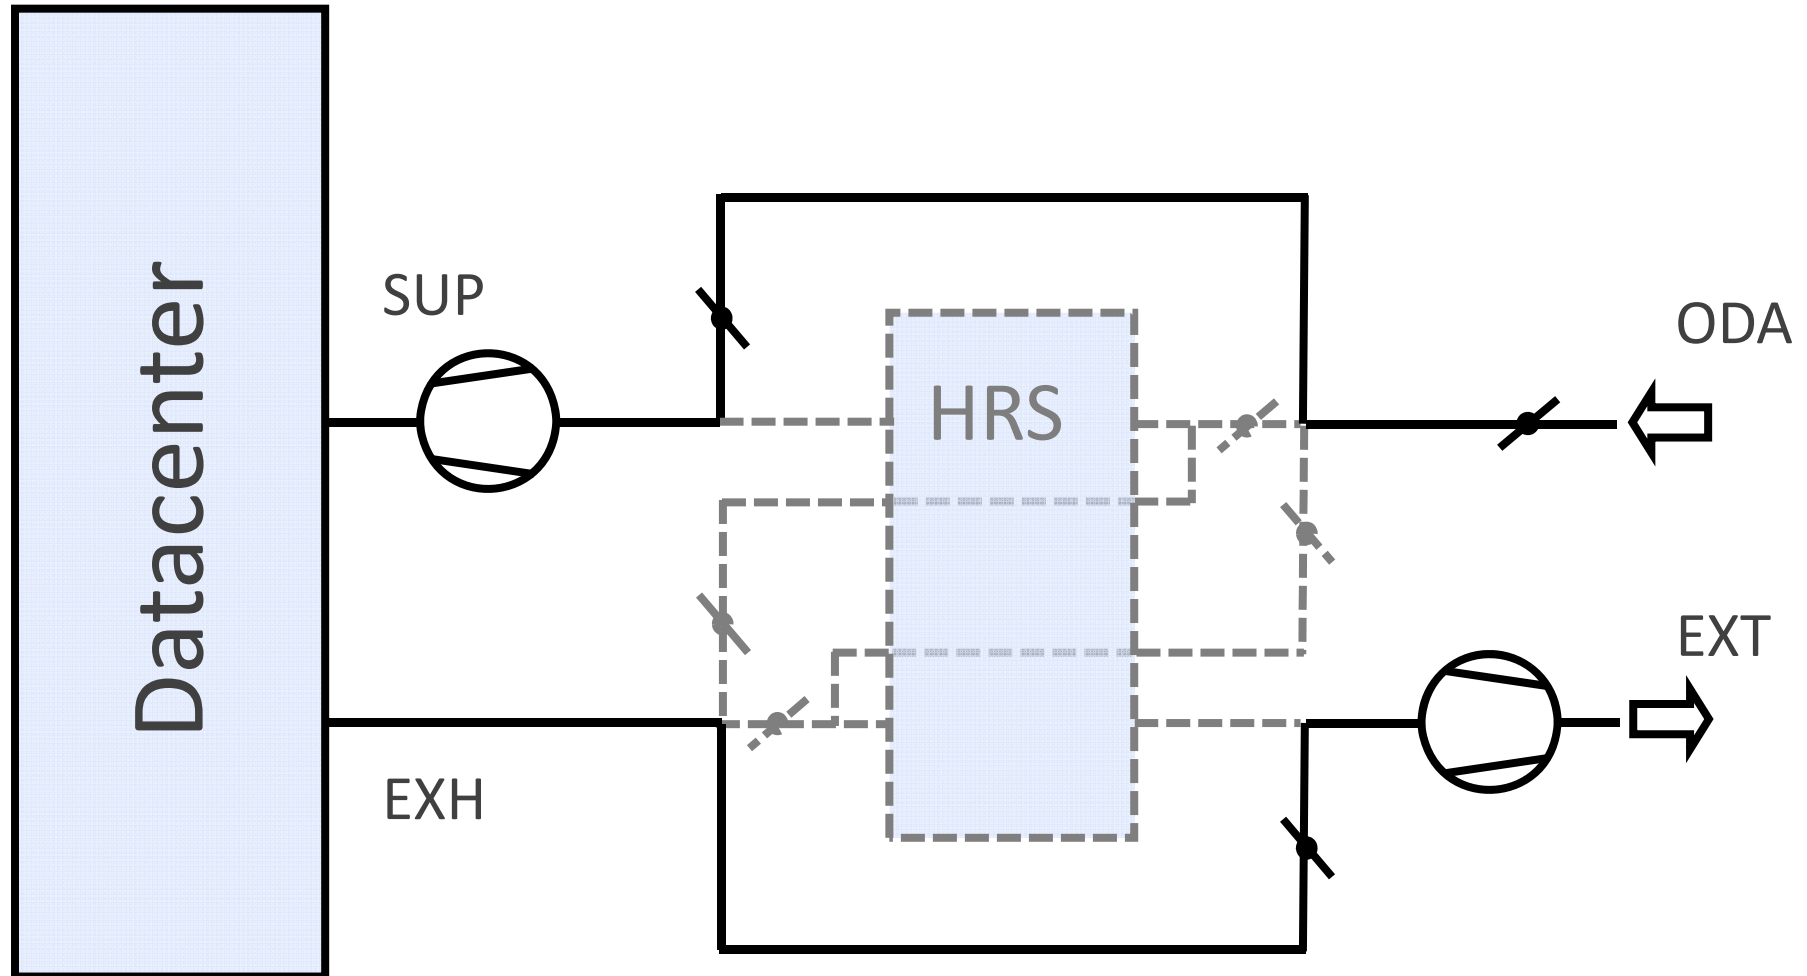 Datacenter
SUP
ODA
HRS
EXT
EXH